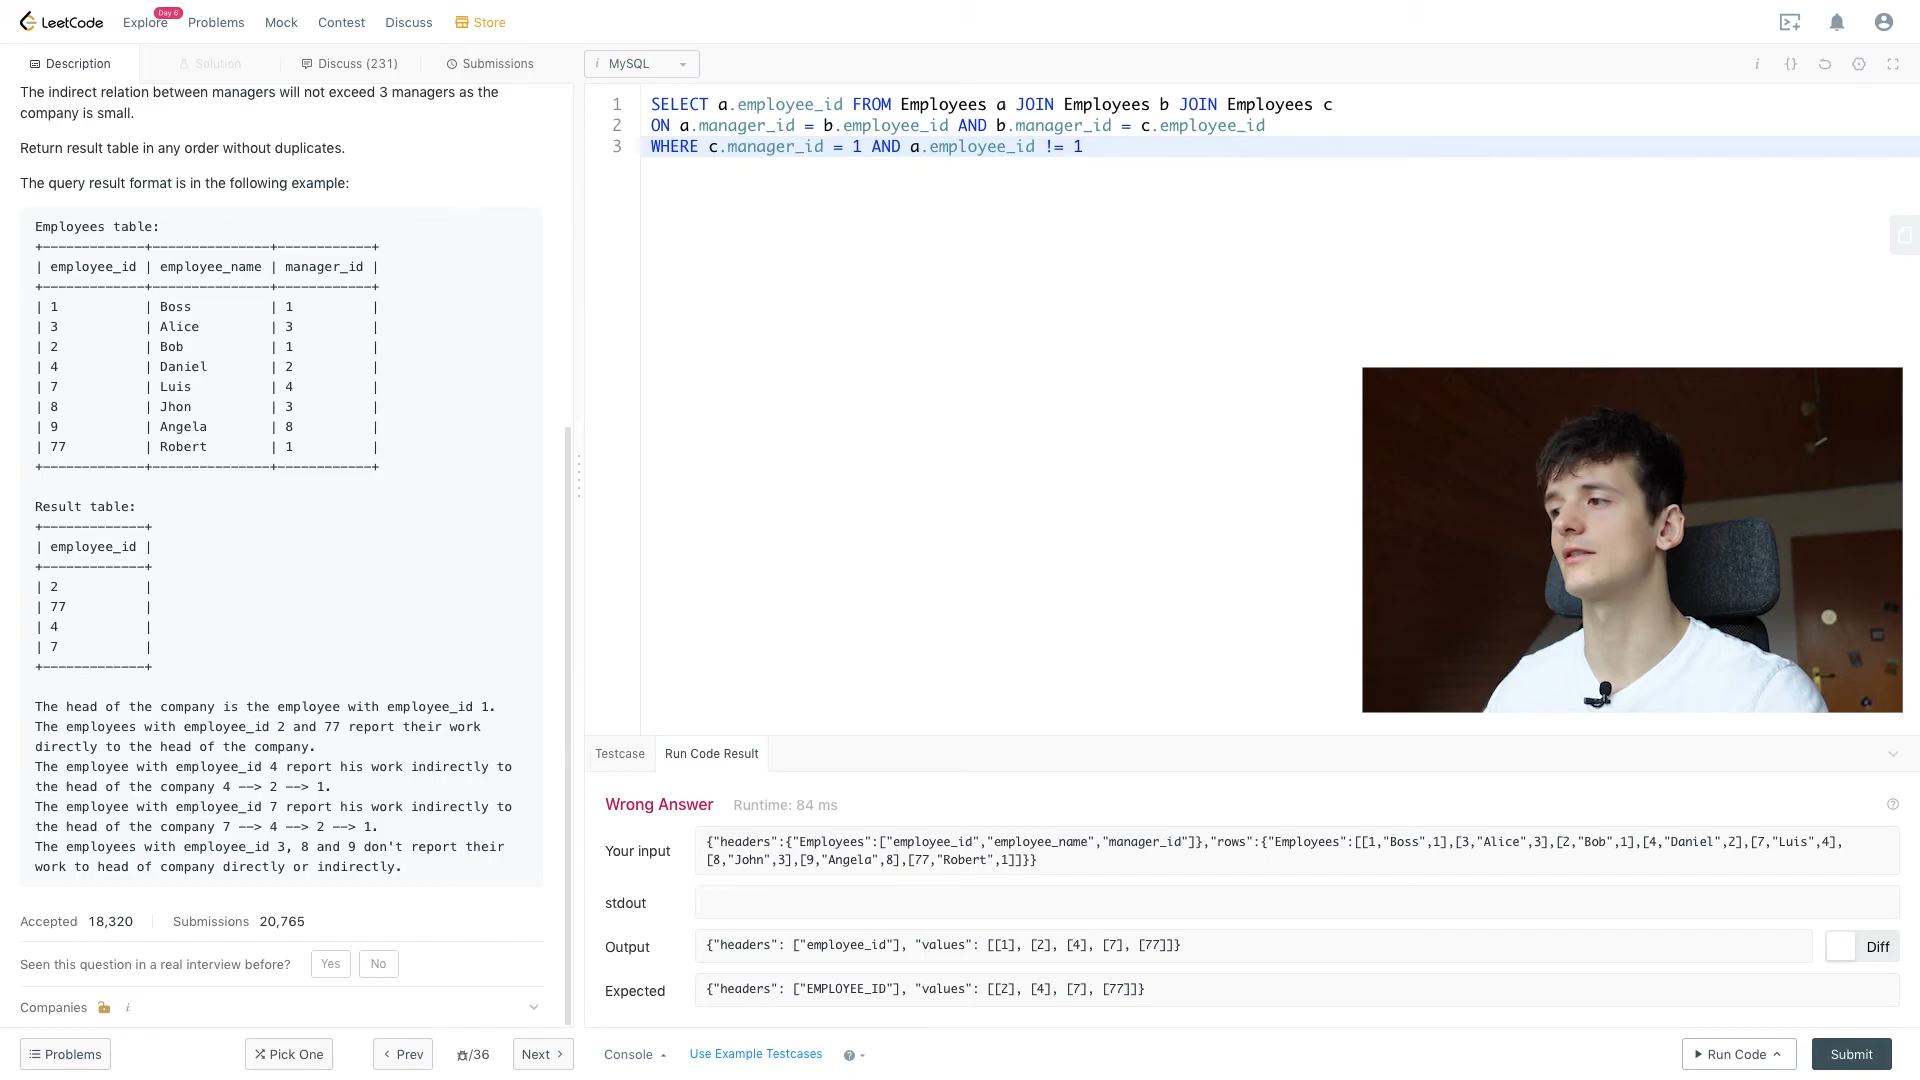 LeetCode
Explore
Day 6
Problems
Mock
Contest
Discuss
Store
Description
Solution
Discuss (231)
Submissions
The indirect relation between managers will not exceed 3 managers as the
company is small.
Return result table in any order without duplicates.
The query result format is in the following example:
Employees table:
+-------------+---------------+------------+
| employee_id | employee_name | manager_id |
+-------------+---------------+------------+
| 1           | Boss          | 1          |
| 3           | Alice         | 3          |
| 2           | Bob           | 1          |
| 4           | Daniel        | 2          |
| 7           | Luis          | 4          |
| 8           | Jhon          | 3          |
| 9           | Angela        | 8          |
| 77          | Robert        | 1          |
+-------------+---------------+------------+
Result table:
+-------------+
| employee_id |
+-------------+
| 2           |
| 77          |
| 4           |
| 7           |
+-------------+
The head of the company is the employee with employee_id 1.
The employees with employee_id 2 and 77 report their work
directly to the head of the company.
The employee with employee_id 4 report his work indirectly to
the head of the company 4 --> 2 --> 1.
The employee with employee_id 7 report his work indirectly to
the head of the company 7 --> 4 --> 2 --> 1.
The employees with employee_id 3, 8 and 9 don't report their
work to head of company directly or indirectly.
Accepted 18,320
Submissions 20,765
Seen this question in a real interview before? Yes No
Companies i
Problems
Pick One
Prev
/36
Next
i MySQL
i {}
1 SELECT a.employee_id FROM Employees a JOIN Employees b JOIN Employees c
2 ON a.manager_id = b.employee_id AND b.manager_id = c.employee_id
3 WHERE c.manager_id = 1 AND a.employee_id != 1
Testcase
Run Code Result
Wrong Answer Runtime: 84 ms
Your input
{"headers":{"Employees":["employee_id","employee_name","manager_id"]},"rows":{"Employees":[[1,"Boss",1],[3,"Alice",3],[2,"Bob",1],[4,"Daniel",2],[7,"Luis",4],
[8,"John",3],[9,"Angela",8],[77,"Robert",1]]}}
stdout
Output
{"headers": ["employee_id"], "values": [[1], [2], [4], [7], [77]]}
Diff
Expected
{"headers": ["EMPLOYEE_ID"], "values": [[2], [4], [7], [77]]}
Console
Use Example Testcases
?
Run Code
Submit